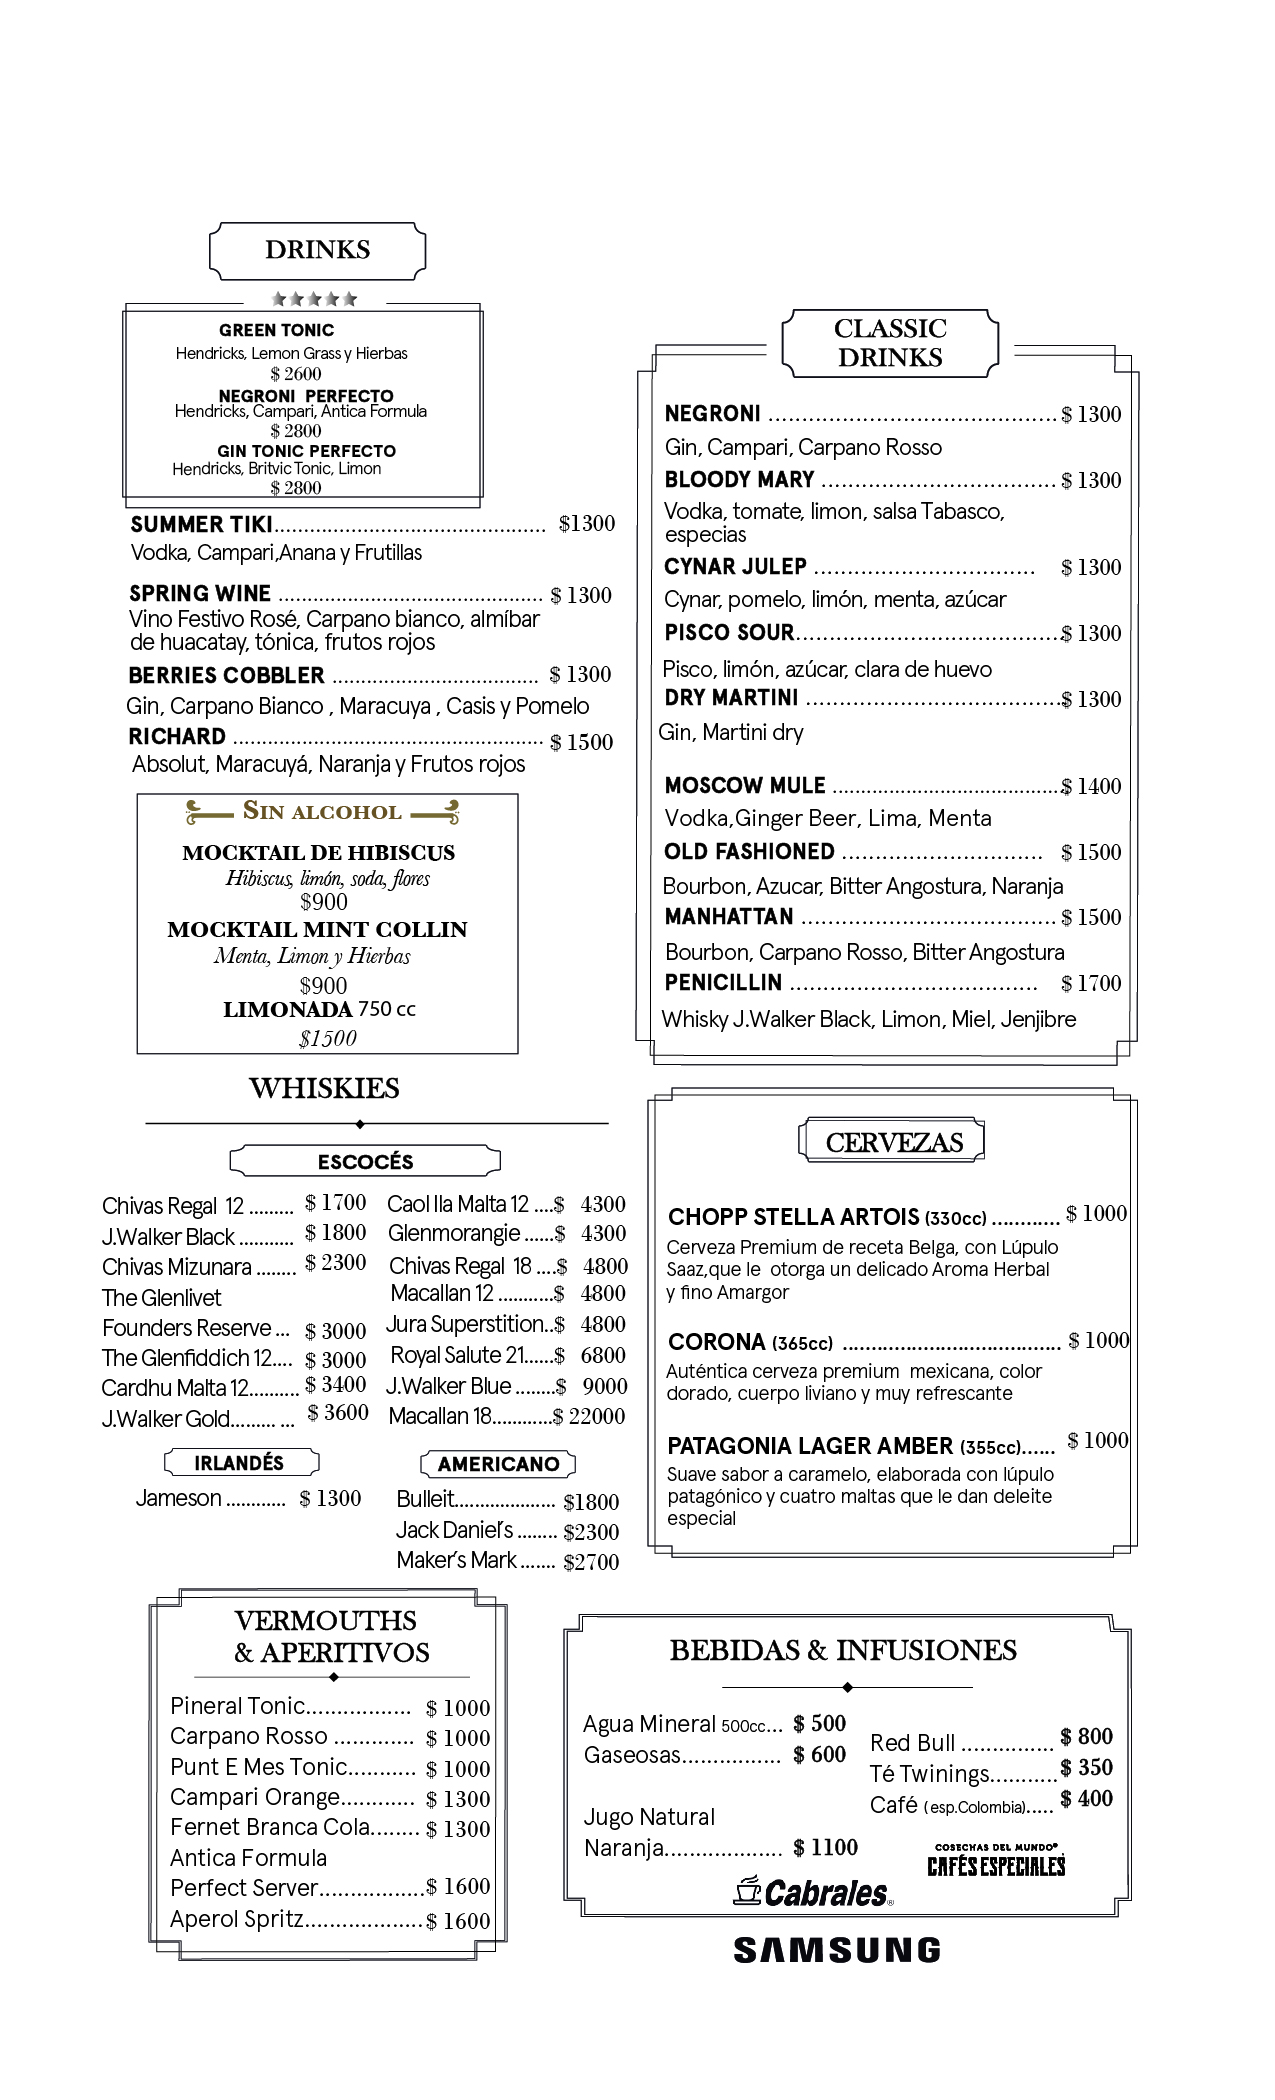 DRINKS
GREEN TONIC
Hendricks, Lemon Grass y Hierbas
$ 2600
NEGRONI PERFECTO
Hendricks, Campari, Antica Formula
$ 2800
GIN TONIC PERFECTO
Hendricks, Britvic Tonic, Limon
$ 2800
SUMMER TIKI..................................... $1300
Vodka, Campari,Anana y Frutillas
SPRING WINE ........................................ $ 1300
Vino Festivo Rosé, Carpano bianco, almíbar
de huacatay, tónica, frutos rojos
BERRIES COBBLER .................................. $ 1300
Gin, Carpano Bianco , Maracuya , Casis y Pomelo
RICHARD .................................................. $ 1500
Absolut, Maracuyá, Naranja y Frutos rojos
SIN ALCOHOL
MOCKTAIL DE HIBISCUS
Hibiscus, limón, soda, flores
$900
MOCKTAIL MINT COLLIN
Menta, Limon y Hierbas
$900
LIMONADA 750 cc
$1500
CLASSIC
DRINKS
NEGRONI ...................................... $ 1300
Gin, Campari, Carpano Rosso
BLOODY MARY ................................. $ 1300
Vodka, tomate, limon, salsa Tabasco,
especias
CYNAR JULEP ............................... $ 1300
Cynar, pomelo, limón, menta, azúcar
PISCO SOUR.....................................$ 1300
Pisco, limón, azúcar, clara de huevo
DRY MARTINI ....................................$ 1300
Gin, Martini dry
MOSCOW MULE .....................................$ 1400
Vodka,Ginger Beer, Lima, Menta
OLD FASHIONED ............................. $ 1500
Bourbon, Azucar, Bitter Angostura, Naranja
MANHATTAN .................................... $ 1500
Bourbon, Carpano Rosso, Bitter Angostura
PENICILLIN .................................. $ 1700
Whisky J.Walker Black, Limon, Miel, Jenjibre
WHISKIES
ESCOCÉS
Chivas Regal 12 ......... $ 1700
J.Walker Black ........... $ 1800
Chivas Mizunara ........ $ 2300
The Glenlivet
Founders Reserve ... $ 3000
The Glenfiddich 12.... $ 3000
Cardhu Malta 12.......... $ 3400
J.Walker Gold......... ... $ 3600
Caol Ila Malta 12 ....$ 4300
Glenmorangie ......$ 4300
Chivas Regal 18 ....$ 4800
Macallan 12 ...........$ 4800
Jura Superstition..$ 4800
Royal Salute 21......$ 6800
J.Walker Blue ........$ 9000
Macallan 18............$ 22000
IRLANDÉS
Jameson ............ $ 1300
AMERICANO
Bulleit.................... $1800
Jack Daniel's ........ $2300
Maker's Mark ....... $2700
CERVEZAS
CHOPP STELLA ARTOIS (330cc) ............ $ 1000
Cerveza Premium de receta Belga, con Lúpulo
Saaz,que le otorga un delicado Aroma Herbal
y fino Amargor
CORONA (365cc) ..................................... $ 1000
Auténtica cerveza premium mexicana, color
dorado, cuerpo liviano y muy refrescante
PATAGONIA LAGER AMBER (355cc)...... $ 1000
Suave sabor a caramelo, elaborada con lúpulo
patagónico y cuatro maltas que le dan deleite
especial
VERMOUTHS
& APERITIVOS
Pineral Tonic................. $ 1000
Carpano Rosso ............. $ 1000
Punt E Mes Tonic........... $ 1000
Campari Orange............ $ 1300
Fernet Branca Cola........ $ 1300
Antica Formula
Perfect Server.................$ 1600
Aperol Spritz...................$ 1600
BEBIDAS & INFUSIONES
Agua Mineral 500cc... $ 500
Gaseosas................ $ 600
Jugo Natural
Naranja................... $ 1100
Red Bull ............... $ 800
Té Twinings...........$ 350
Café (esp.Colombia)..... $ 400
COSECHAS DEL MUNDO®
CAFÉS ESPECIALES
Cabrales®
SAMSUNG